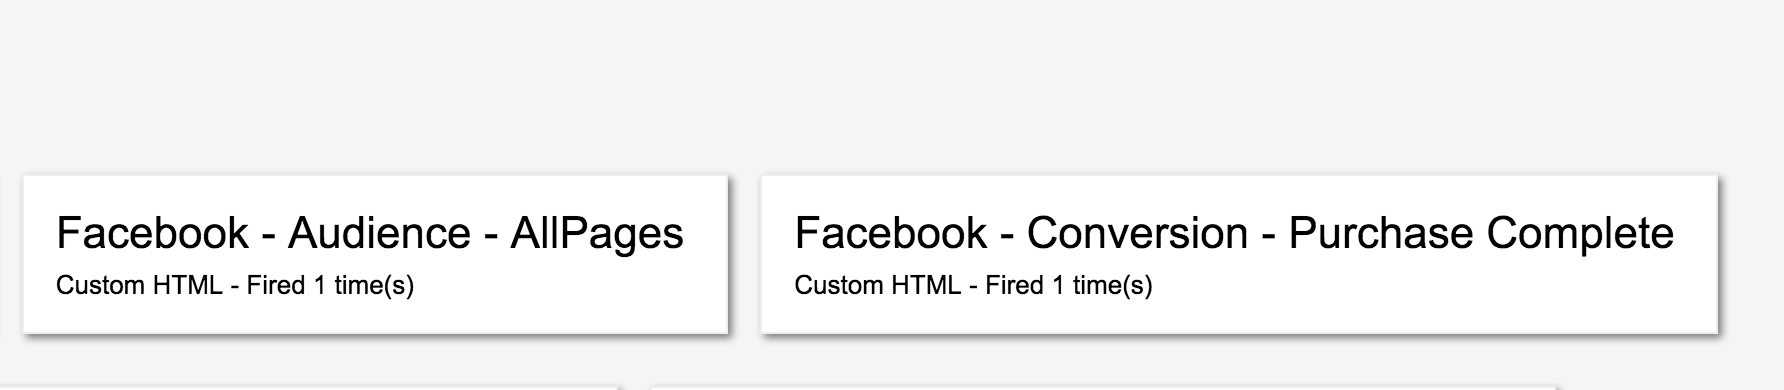 Facebook - Audience - AllPages
Custom HTML - Fired 1 time(s)
Facebook - Conversion - Purchase Complete
Custom HTML - Fired 1 time(s)